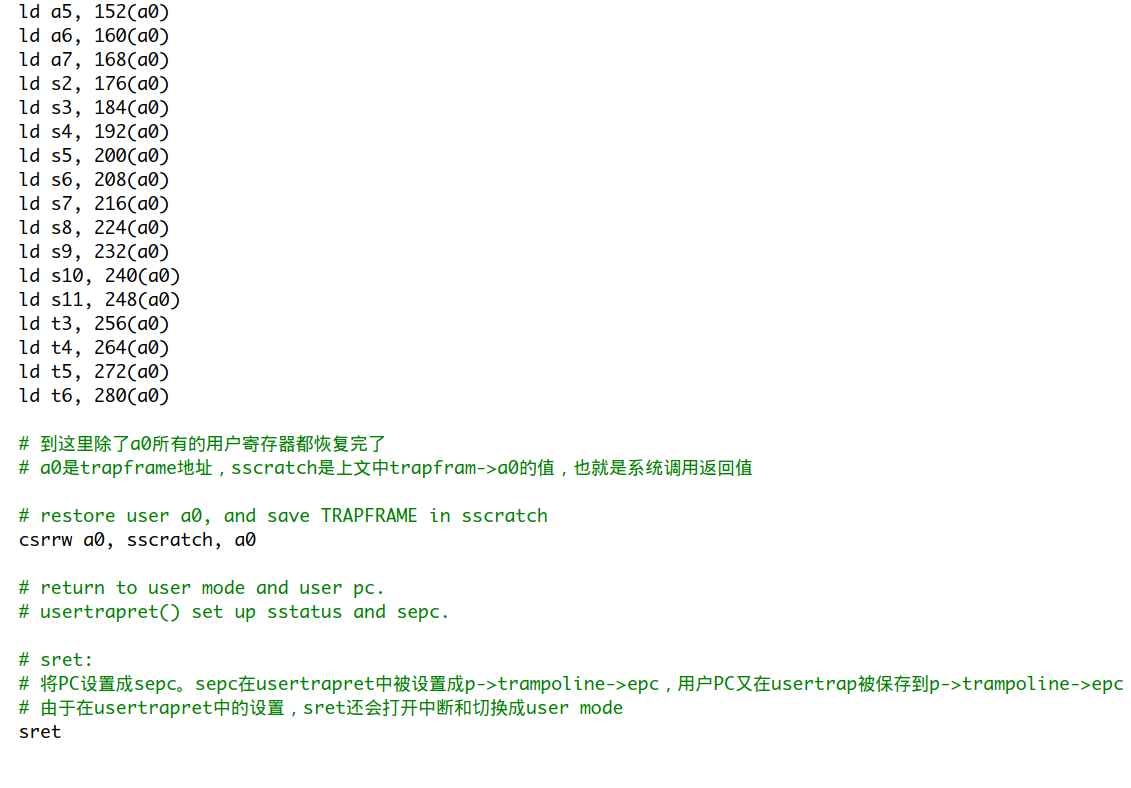 ld a5, 152(a0)
ld a6, 160(a0)
ld a7, 168(a0)
ld s2, 176(a0)
ld s3, 184(a0)
ld s4, 192(a0)
ld s5, 200(a0)
ld s6, 208(a0)
ld s7, 216(a0)
ld s8, 224(a0)
ld s9, 232(a0)
ld s10, 240(a0)
ld s11, 248(a0)
ld t3, 256(a0)
ld t4, 264(a0)
ld t5, 272(a0)
ld t6, 280(a0)
# 到这里除了a0所有的用户寄存器都恢复完了
# a0是trapframe地址，sscratch是上文中trapfram->a0的值，也就是系统调用返回值
# restore user a0, and save TRAPFRAME in sscratch
csrrw a0, sscratch, a0
# return to user mode and user pc.
# usertrapret() set up sstatus and sepc.
# sret:
# 将PC设置成sepc。sepc在usertrapret中被设置成p->trampoline->epc，用户PC又在usertrap被保存到p->trampoline->epc
# 由于在usertrapret中的设置，sret还会打开中断和切换成user mode
sret